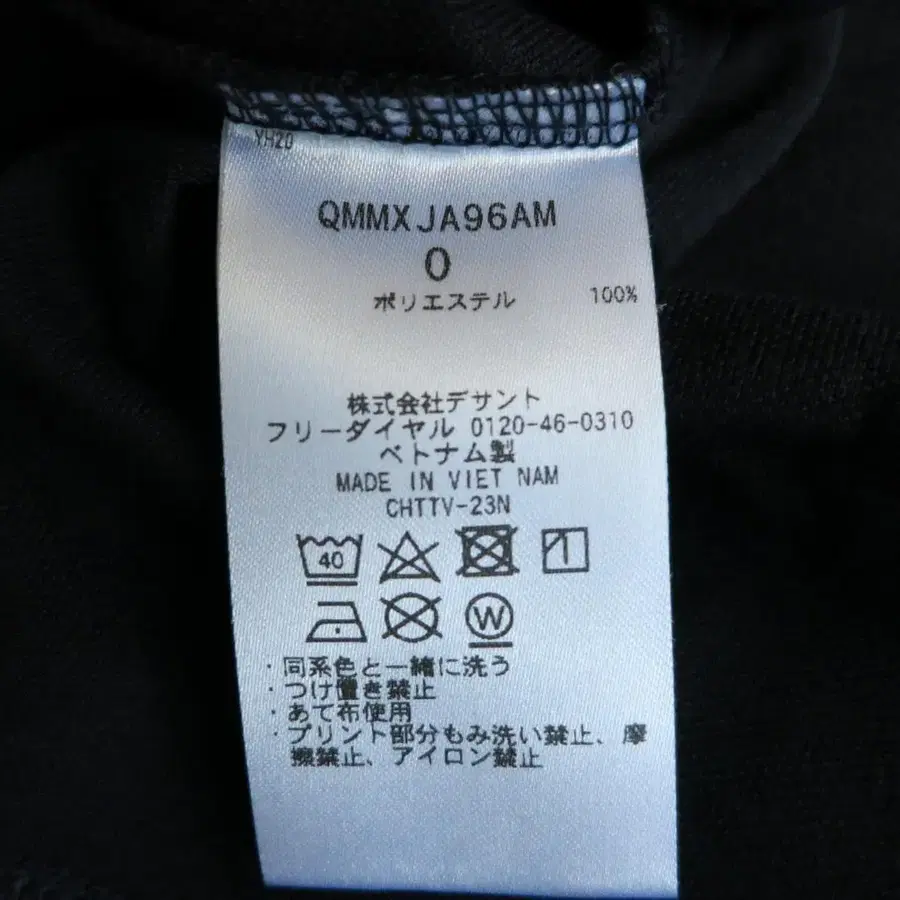 YH20
QMMXJA96AM
0
ポリエステル 100%
株式会社デサント
フリーダイヤル 0120-46-0310
ベトナム製
MADE IN VIET NAM
CHTTV-23N
40
W
・同系色と一緒に洗う
・つけ置き禁止
・あて布使用
・プリント部分もみ洗い禁止、摩
擦禁止、アイロン禁止